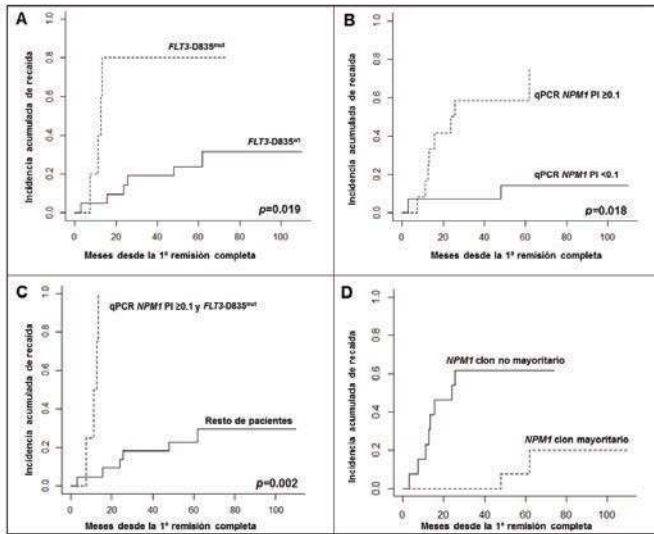 A
Incidencia acumulada de recaída
0.0
0.2
0.4
0.6
0.8
1.0
FLT3-D835mut
FLT3-D835wt
p=0.019
0
20
40
60
80
100
Meses desde la 1ª remisión completa
B
Incidencia acumulada de recaída
0.0
0.2
0.4
0.6
0.8
1.0
qPCR NPM1 PI ≥0.1
qPCR NPM1 PI <0.1
p=0.018
0
20
40
60
80
100
Meses desde la 1ª remisión completa
C
Incidencia acumulada de recaída
0.0
0.2
0.4
0.6
0.8
1.0
qPCR NPM1 PI ≥0.1 y FLT3-D835mut
Resto de pacientes
p=0.002
0
20
40
60
80
100
Meses desde la 1ª remisión completa
D
Incidencia acumulada de recaída
0.0
0.2
0.4
0.6
0.8
1.0
NPM1 clon no mayoritario
NPM1 clon mayoritario
0
20
40
60
80
100
Meses desde la 1ª remisión completa